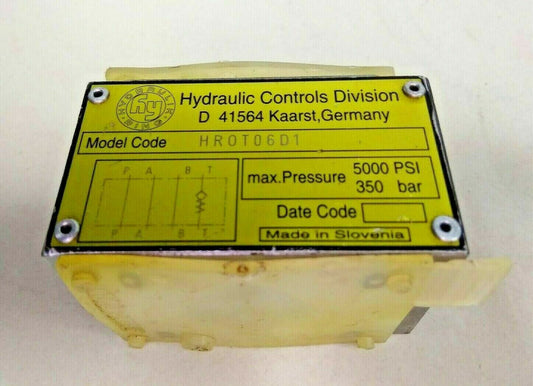 hy
Hydraulic Controls Division
D 41564 Kaarst, Germany
Model Code HROT06D1
P A B T
max. Pressure 5000 PSI
350 bar
P A B T
Date Code
Made in Slovenia